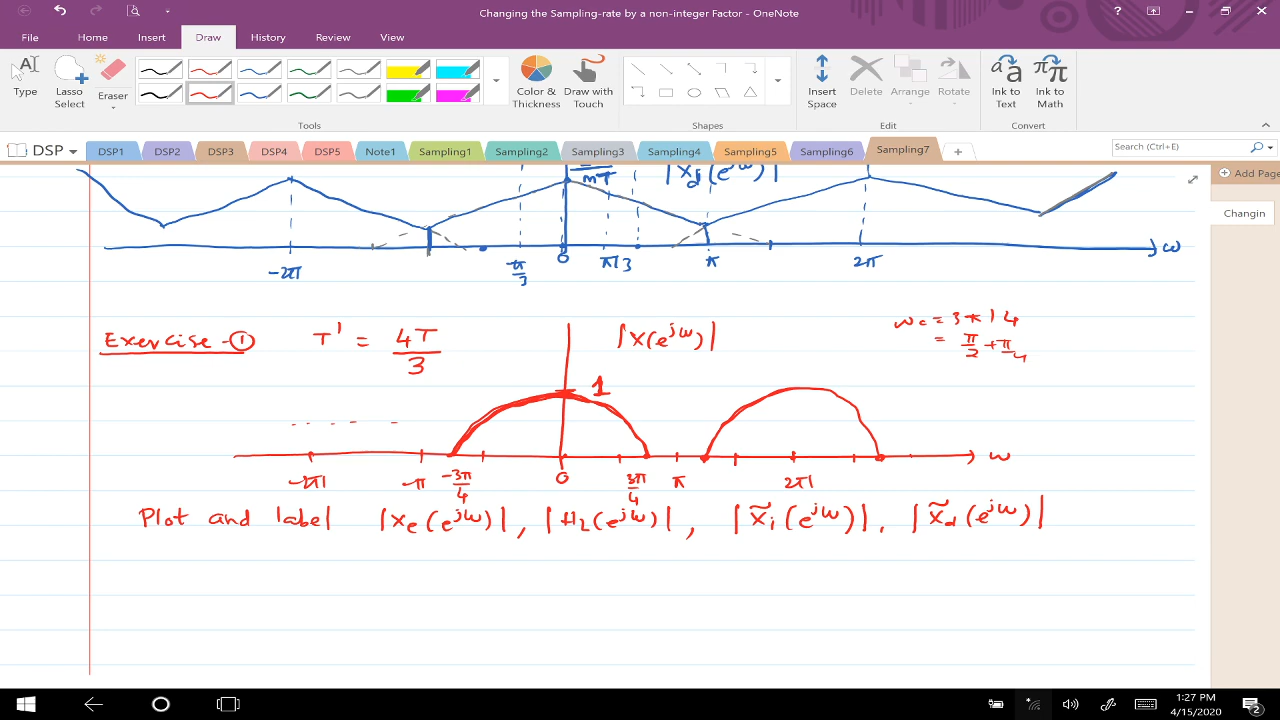 Changing the Sampling-rate by a non-integer Factor - OneNote
File Home Insert Draw History Review View
Type
Lasso Select
Eraser
Color & Thickness
Draw with Touch
Insert Space
Delete
Arrange
Rotate
Ink to Text
Ink to Math
Tools
Shapes
Edit
Convert
DSP DSP1 DSP2 DSP3 DSP4 DSP5 Note1 Sampling1 Sampling2 Sampling3 Sampling4 Sampling5 Sampling6 Sampling7 +
Search (Ctrl+E)
Add Page
Changin
|Xd(e^jω)|
-2π π/3 0 π/3 π 2π ω
Exercise-① T' = 4T/3 |X(e^jω)|
ωc = 3π/4
= π/2 + π/4
1
-2π -π -3π/4 0 3π/4 π 2π ω
Plot and label |Xe(e^jω)|, |H2(e^jω)|, |X̃i(e^jω)|, |X̃d(e^jω)|
1:27 PM
4/15/2020
2